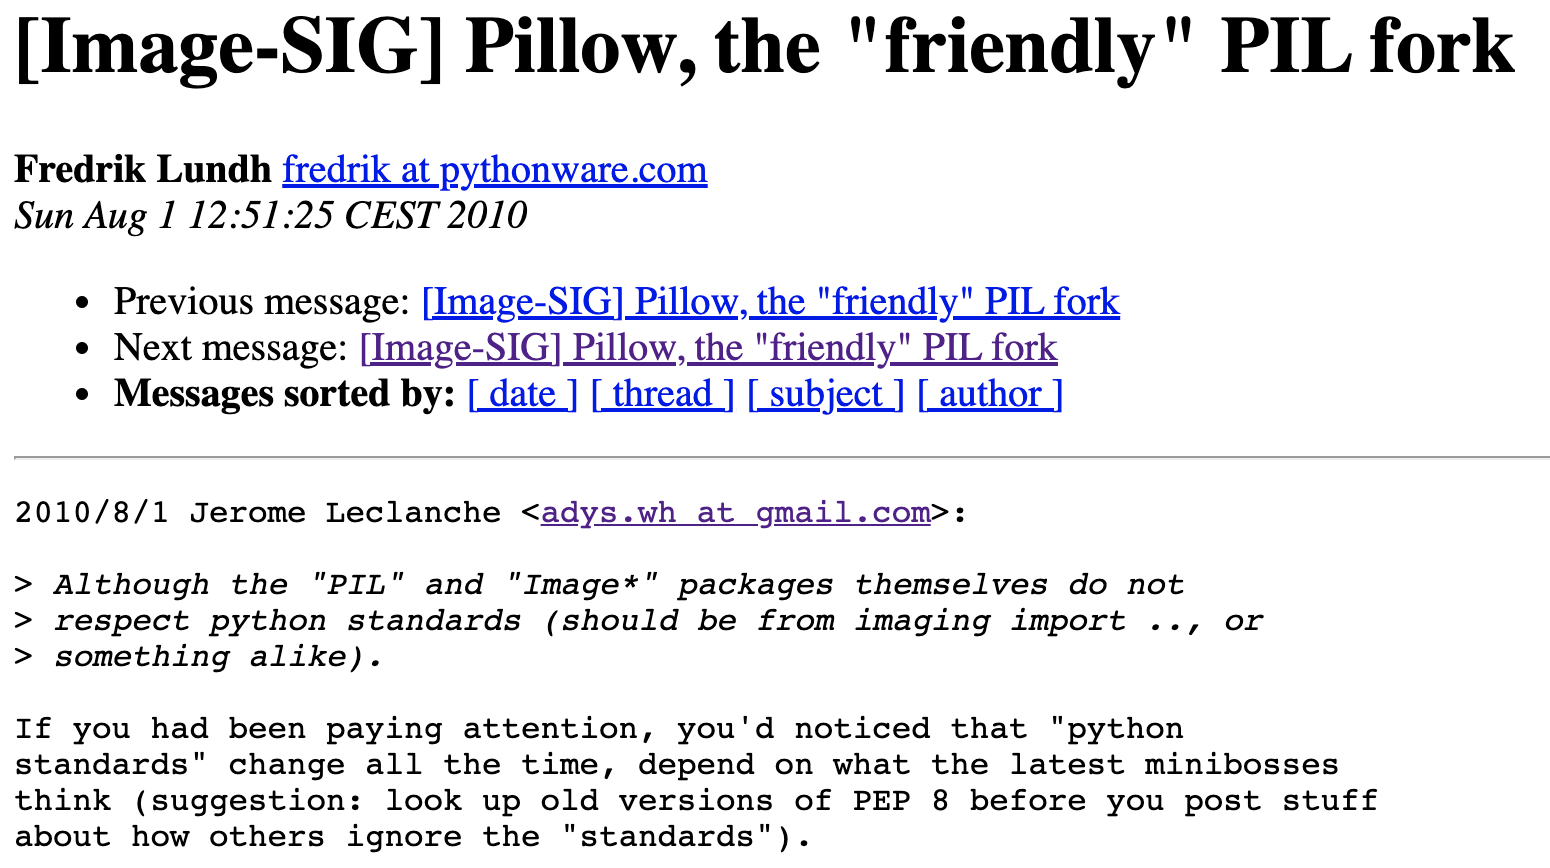 [Image-SIG] Pillow, the "friendly" PIL fork
Fredrik Lundh fredrik at pythonware.com
Sun Aug 1 12:51:25 CEST 2010
• Previous message: [Image-SIG] Pillow, the "friendly" PIL fork
• Next message: [Image-SIG] Pillow, the "friendly" PIL fork
• Messages sorted by: [ date ] [ thread ] [ subject ] [ author ]
2010/8/1 Jerome Leclanche <adys.wh at gmail.com>:
> Although the "PIL" and "Image*" packages themselves do not
> respect python standards (should be from imaging import .., or
> something alike).
If you had been paying attention, you'd noticed that "python
standards" change all the time, depend on what the latest minibosses
think (suggestion: look up old versions of PEP 8 before you post stuff
about how others ignore the "standards").